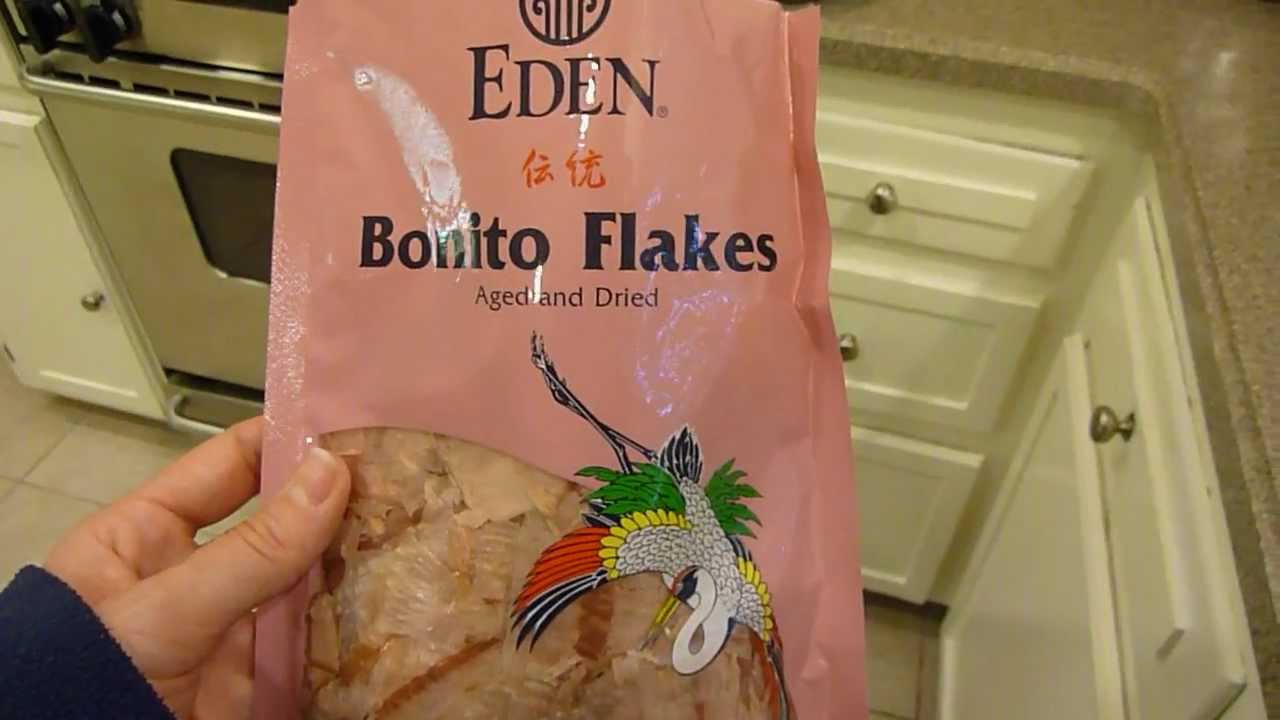 EDEN®
伝統
Bonito Flakes
Aged and Dried